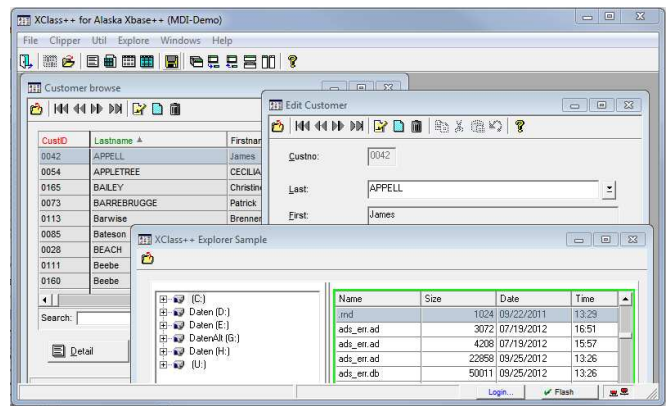 XClass++ for Alaska Xbase++ (MDI-Demo)
File Clipper Util Explore Windows Help
Customer browse
CustID Lastname Firstnar
0042 APPELL James
0054 APPLETREE CECILIA
0165 BAILEY Christine
0073 BARREBRUGGE Patrick
0113 Barwise Brenner
0085 Bateson
0028 BEACH
0111 Beebe
0160 Beebe
Search:
Detail
Edit Customer
Custno: 0042
Last: APPELL
First: James
XClass++ Explorer Sample
(C:)
Daten (D:)
Daten (E:)
DatenAlt (G:)
Daten (H:)
(U:)
Name Size Date Time
.rnd 1024 09/22/2011 13:29
ads_err.ad 3072 07/19/2012 16:51
ads_err.ad 4208 07/19/2012 15:57
ads_err.ad 22858 09/25/2012 13:26
ads_err.db 50011 09/25/2012 13:26
Login... Flash